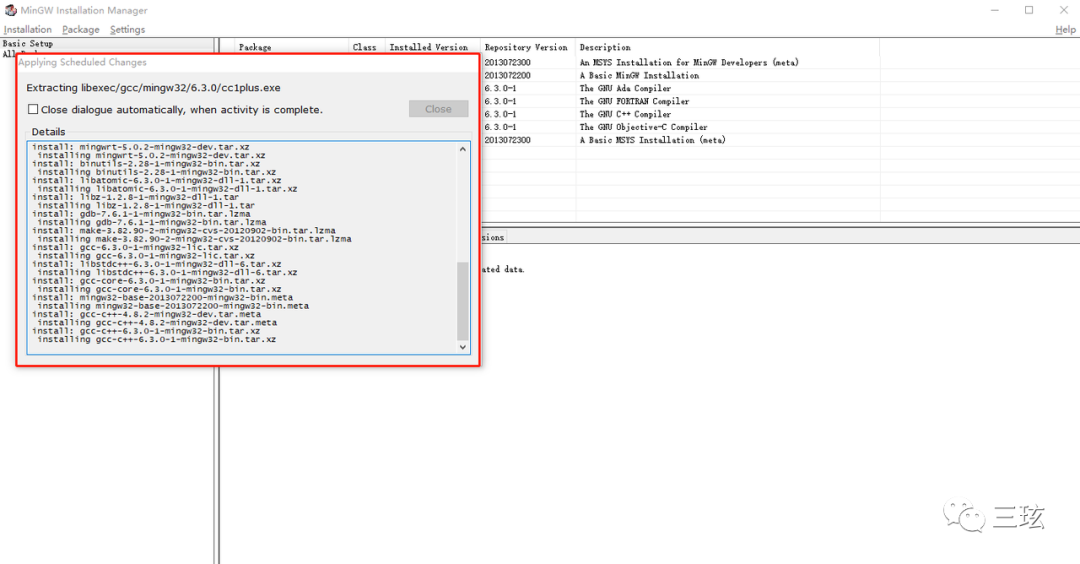 MinGW Installation Manager
Installation Package Settings Help
Basic Setup
All
Package Class Installed Version Repository Version Description
2013072300 An MSYS Installation for MinGW Developers (meta)
2013072200 A Basic MinGW Installation
6.3.0-1 The GNU Ada Compiler
6.3.0-1 The GNU FORTRAN Compiler
6.3.0-1 The GNU C++ Compiler
6.3.0-1 The GNU Objective-C Compiler
2013072300 A Basic MSYS Installation (meta)
sions
ated data.
Applying Scheduled Changes
Extracting libexec/gcc/mingw32/6.3.0/cc1plus.exe
Close dialogue automatically, when activity is complete.
Close
Details
install: mingwrt-5.0.2-mingw32-dev.tar.xz
installing mingwrt-5.0.2-mingw32-dev.tar.xz
install: binutils-2.28-1-mingw32-bin.tar.xz
installing binutils-2.28-1-mingw32-bin.tar.xz
install: libatomic-6.3.0-1-mingw32-dll-1.tar.xz
installing libatomic-6.3.0-1-mingw32-dll-1.tar.xz
install: libz-1.2.8-1-mingw32-dll-1.tar
installing libz-1.2.8-1-mingw32-dll-1.tar
install: gdb-7.6.1-1-mingw32-bin.tar.lzma
installing gdb-7.6.1-1-mingw32-bin.tar.lzma
install: make-3.82.90-2-mingw32-cvs-20120902-bin.tar.lzma
installing make-3.82.90-2-mingw32-cvs-20120902-bin.tar.lzma
install: gcc-6.3.0-1-mingw32-lic.tar.xz
installing gcc-6.3.0-1-mingw32-lic.tar.xz
install: libstdc++-6.3.0-1-mingw32-dll-6.tar.xz
installing libstdc++-6.3.0-1-mingw32-dll-6.tar.xz
install: gcc-core-6.3.0-1-mingw32-bin.tar.xz
installing gcc-core-6.3.0-1-mingw32-bin.tar.xz
install: mingw32-base-2013072200-mingw32-bin.meta
installing mingw32-base-2013072200-mingw32-bin.meta
install: gcc-c++-4.8.2-mingw32-dev.tar.meta
installing gcc-c++-4.8.2-mingw32-dev.tar.meta
install: gcc-c++-6.3.0-1-mingw32-bin.tar.xz
installing gcc-c++-6.3.0-1-mingw32-bin.tar.xz
三玹